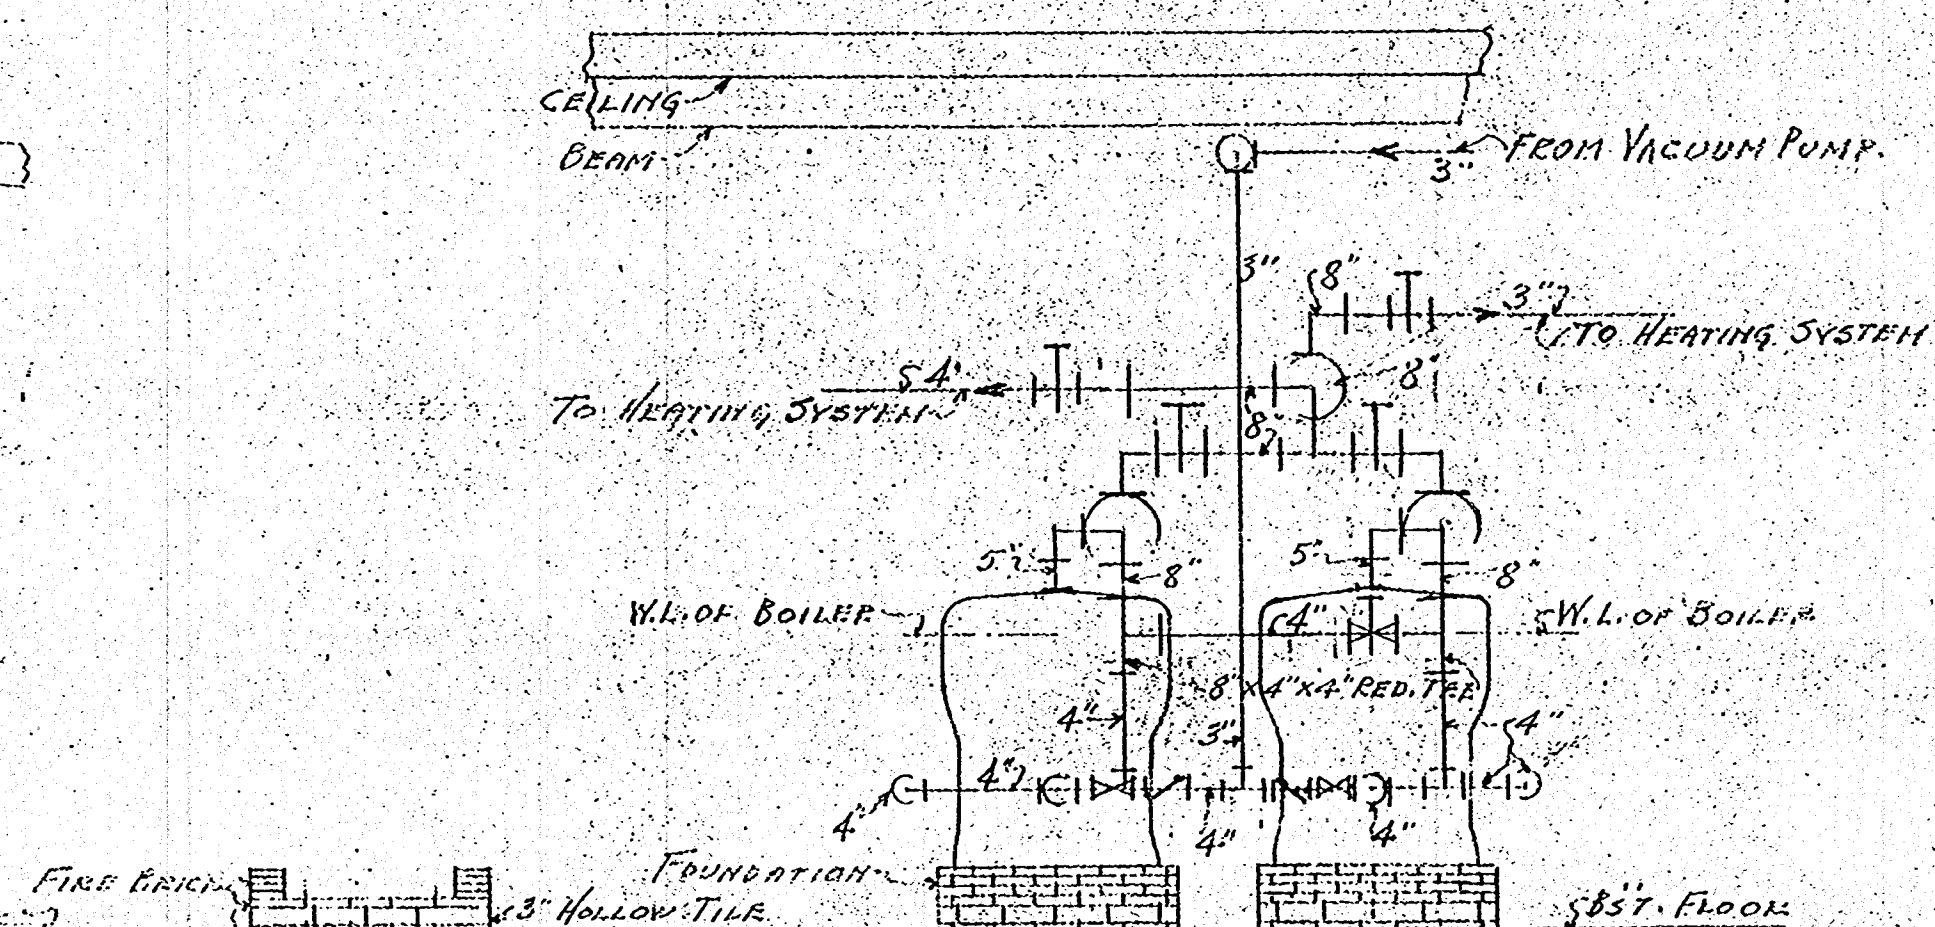 CEILING
BEAM
FROM VACUUM PUMP.
3"
3"
8"
3"
TO HEATING SYSTEM
4"
TO HEATING SYSTEM
8"
8"
5"
8"
5"
8"
W.L. OF BOILER
4"
W.L. OF BOILER.
8"x4"x4" RED. TEE
4"
3"
4"
4"
4"
4"
4"
FOUNDATION
FIRE BRICK
3" HOLLOW TILE
BS'T. FLOOR